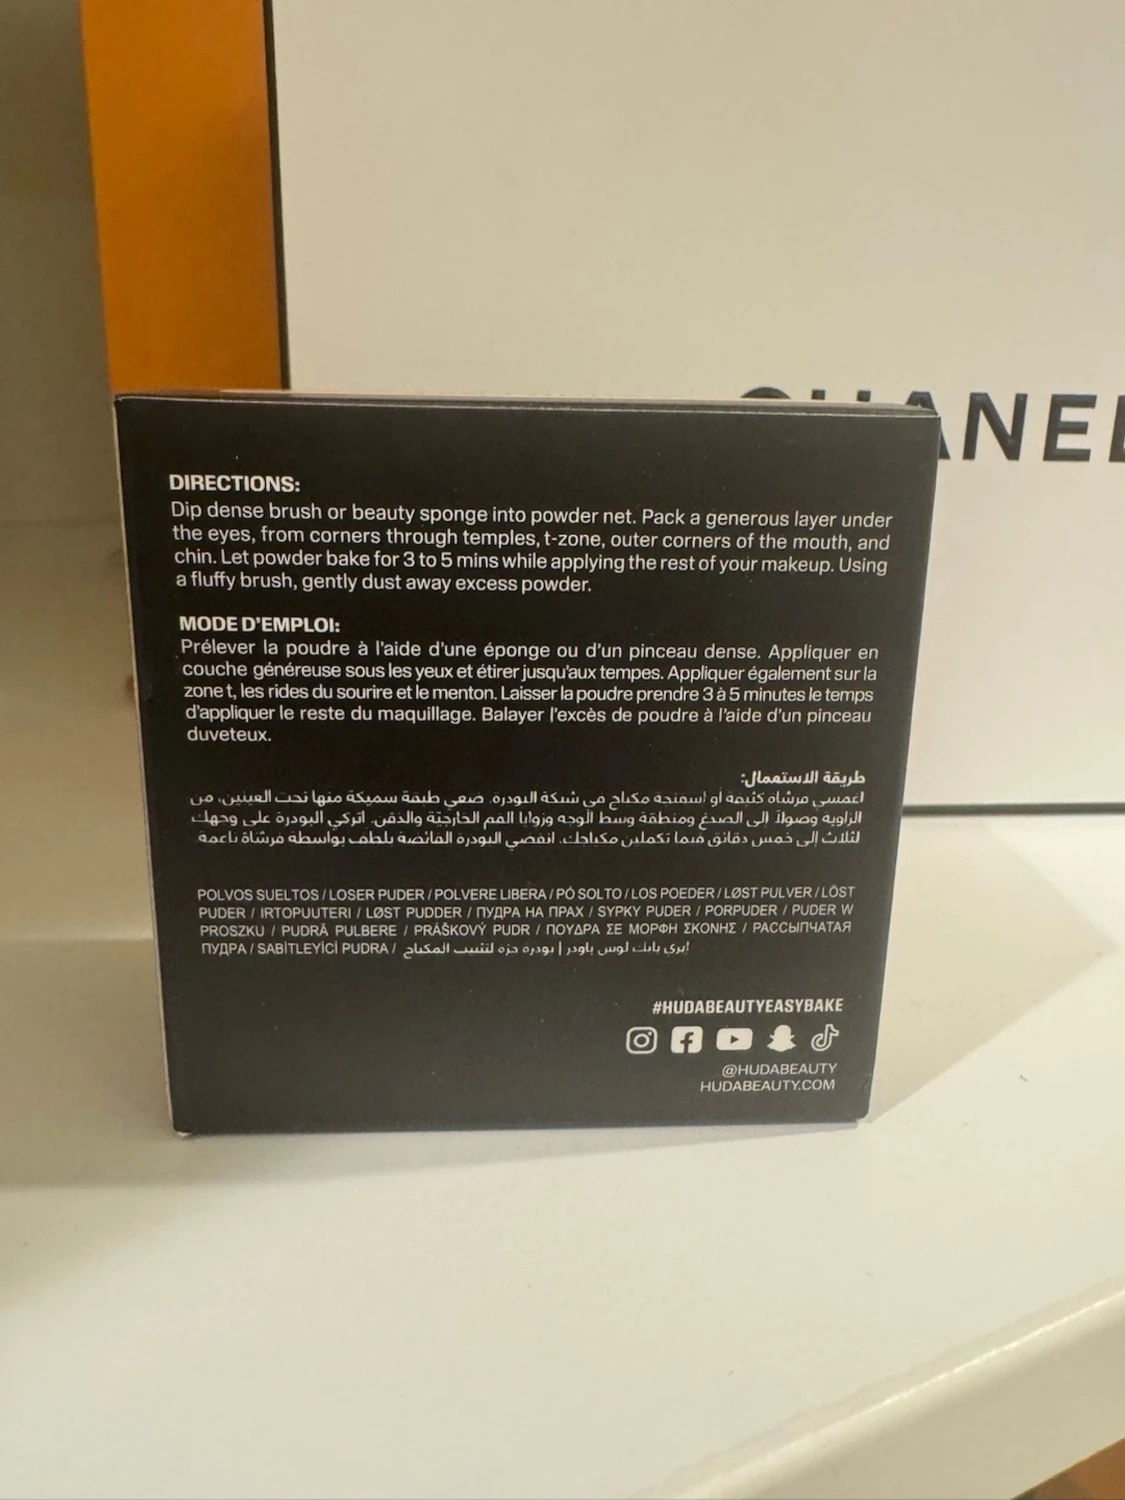 CHANEL
DIRECTIONS:
Dip dense brush or beauty sponge into powder net. Pack a generous layer under
the eyes, from corners through temples, t-zone, outer corners of the mouth, and
chin. Let powder bake for 3 to 5 mins while applying the rest of your makeup. Using
a fluffy brush, gently dust away excess powder.
MODE D'EMPLOI:
Prélever la poudre à l'aide d'une éponge ou d'un pinceau dense. Appliquer en
couche généreuse sous les yeux et étirer jusqu'aux tempes. Appliquer également sur la
zone t, les rides du sourire et le menton. Laisser la poudre prendre 3 à 5 minutes le temps
d'appliquer le reste du maquillage. Balayer l'excès de poudre à l'aide d'un pinceau
duveteux.
طريقة الاستعمال:
اغمسي فرشاة كثيفة أو اسفنجة مكياج في شبكة البودرة. ضعي طبقة سميكة منها تحت العينين، من
الزاوية وصولاً إلى الصدغ ومنطقة وسط الوجه وزوايا الفم الخارجيّة والذقن. اتركي البودرة على وجهك
لثلاث إلى خمس دقائق فيما تكملين مكياجك. انفضي البودرة الفائضة بلطف بواسطة فرشاة ناعمة
POLVOS SUELTOS / LOSER PUDER / POLVERE LIBERA / PÓ SOLTO / LOS POEDER / LØST PULVER / LÖST
PUDER / IRTOPUUTERI / LØST PUDDER / ПУДРА НА ПРАХ / SYPKY PUDER / PORPUDER / PUDER W
PROSZKU / PUDRĂ PULBERE / PRÁŠKOVÝ PUDR / ΠΟΥΔΡΑ ΣΕ ΜΟΡΦΗ ΣΚΟΝΗΣ / РАССЫПЧАТАЯ
ПУДРА / SABİTLEYİCİ PUDRA / إيزي بايك لوس باودر | بودرة حرّة لتثبيت المكياج
#HUDABEAUTYEASYBAKE
@HUDABEAUTY
HUDABEAUTY.COM